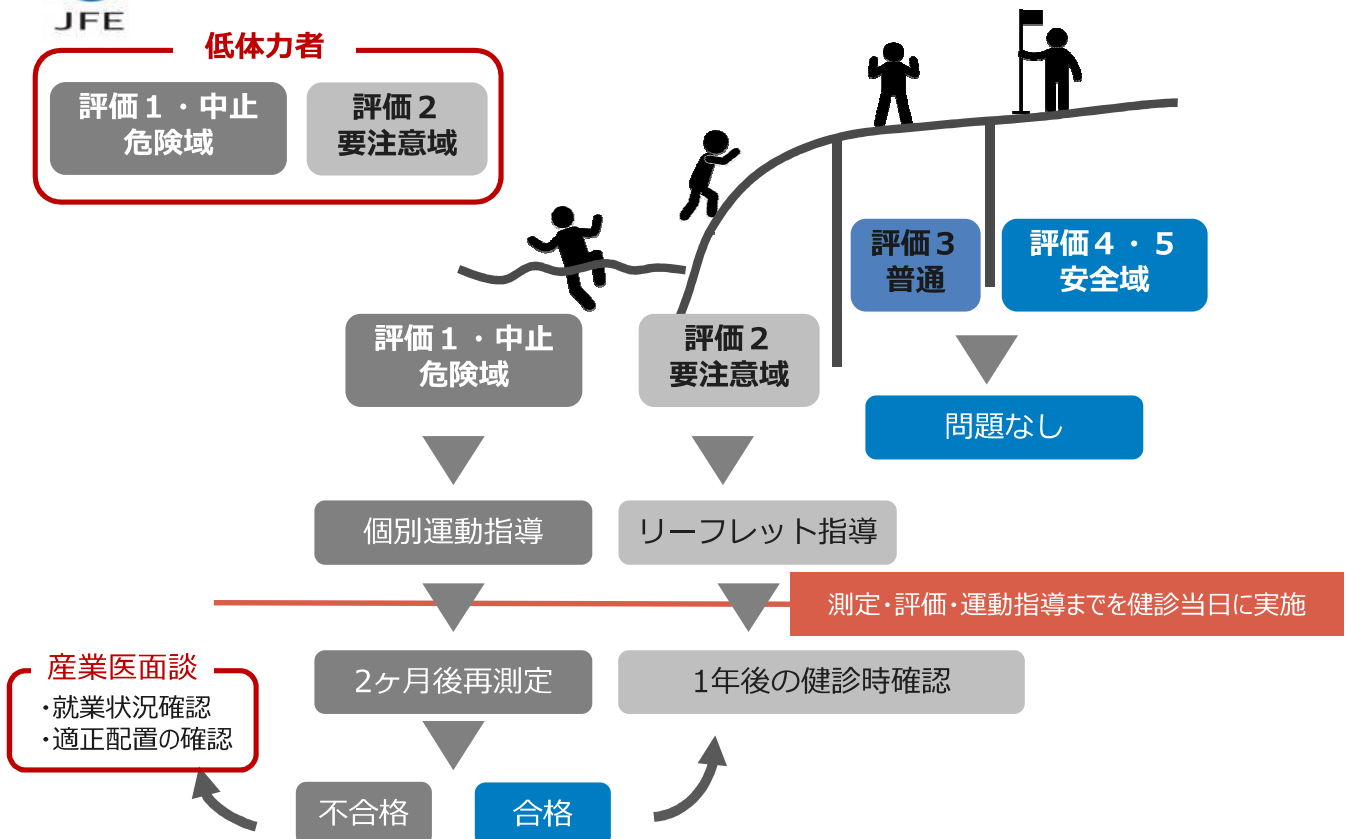 JFE
低体力者
評価１・中止
危険域
評価２
要注意域
評価３
普通
評価４・５
安全域
評価１・中止
危険域
評価２
要注意域
問題なし
個別運動指導
リーフレット指導
測定・評価・運動指導までを健診当日に実施
産業医面談
・就業状況確認
・適正配置の確認
2ヶ月後再測定
1年後の健診時確認
不合格
合格